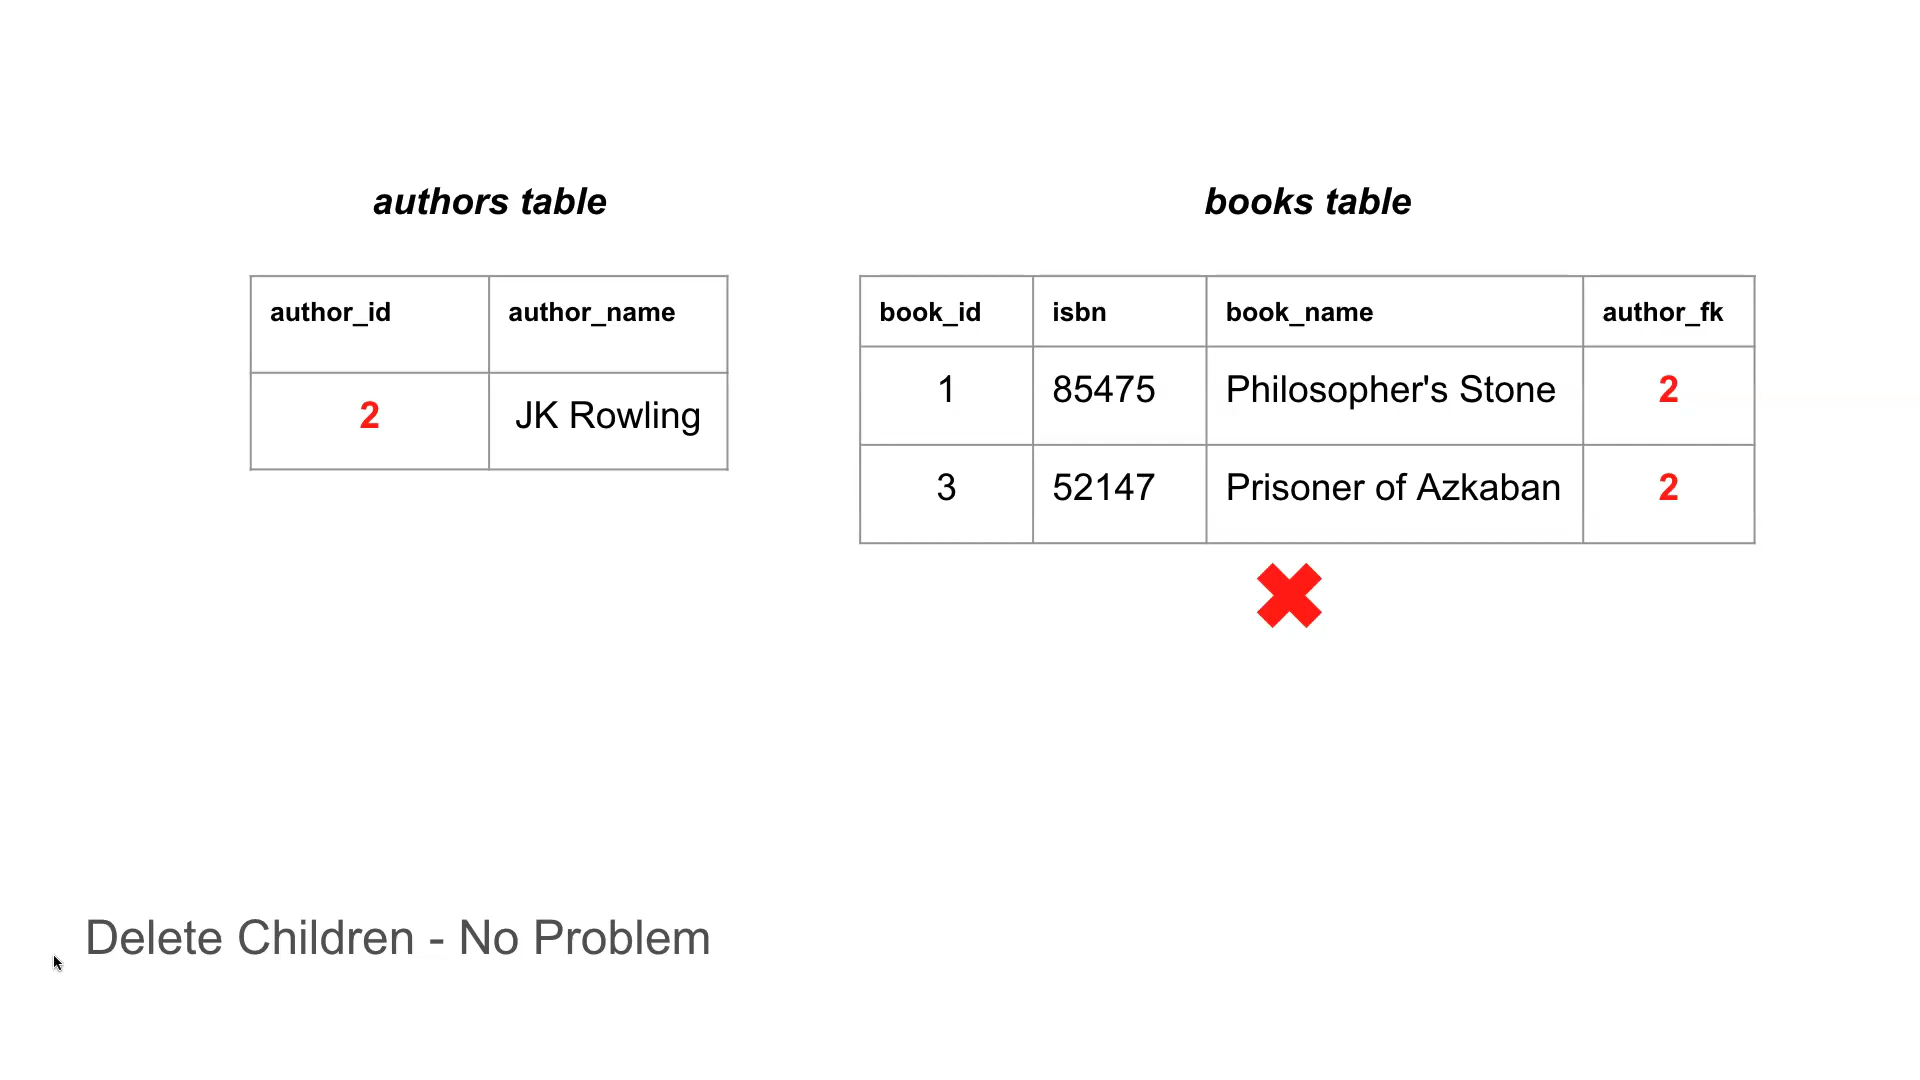 authors table
author_id author_name
2 JK Rowling
books table
book_id isbn book_name author_fk
1 85475 Philosopher's Stone 2
3 52147 Prisoner of Azkaban 2
Delete Children - No Problem